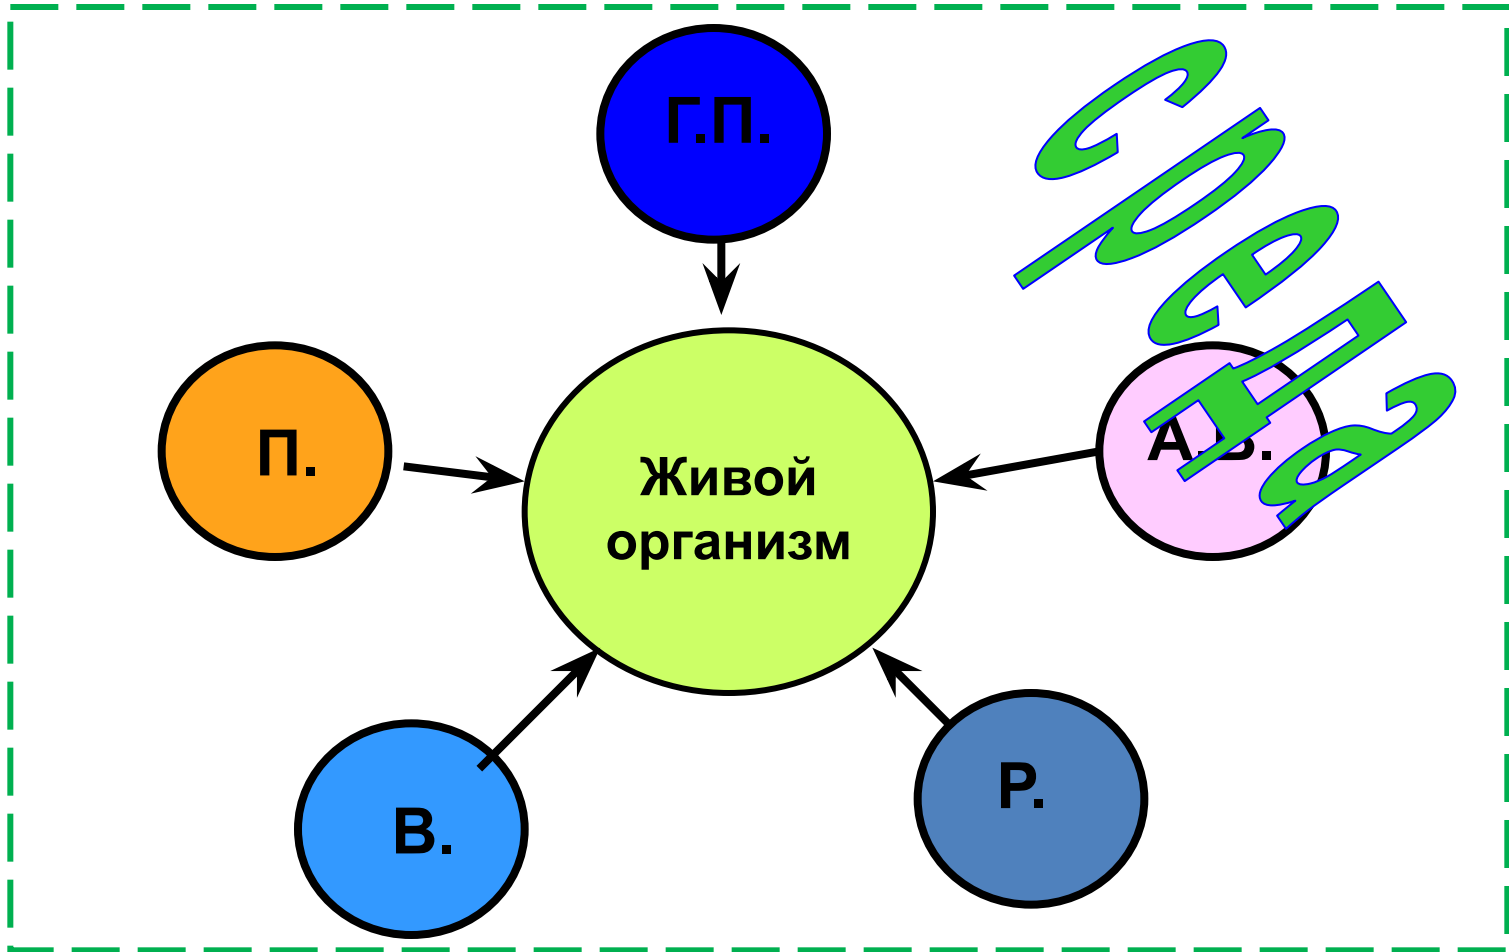 Г.П.
Среда
П.
Живой
организм
В.
Р.